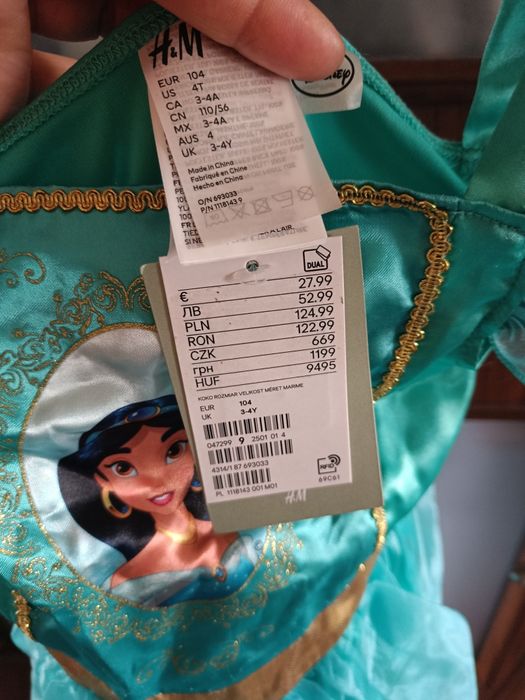 H&M
EUR 104
US 4T
CA 3-4A
CN 110/56
MX 3-4A
AUS 4
UK 3-4Y
Made in China
Fabriqué en Chine
Hecho en China
O/N 693033
P/N 1118143.9
DUAL
€ 27.99
ЛВ 52.99
PLN 124.99
RON 122.99
CZK 669
грн 1199
HUF 9495
KOKO ROZMIAR VELIKOST MÉRET MARIME
EUR 104
UK 3-4Y
047299 9 2501 01 4
4314/1 87 693033
RFID
69C61
PL 1118143 001 M01
H&M